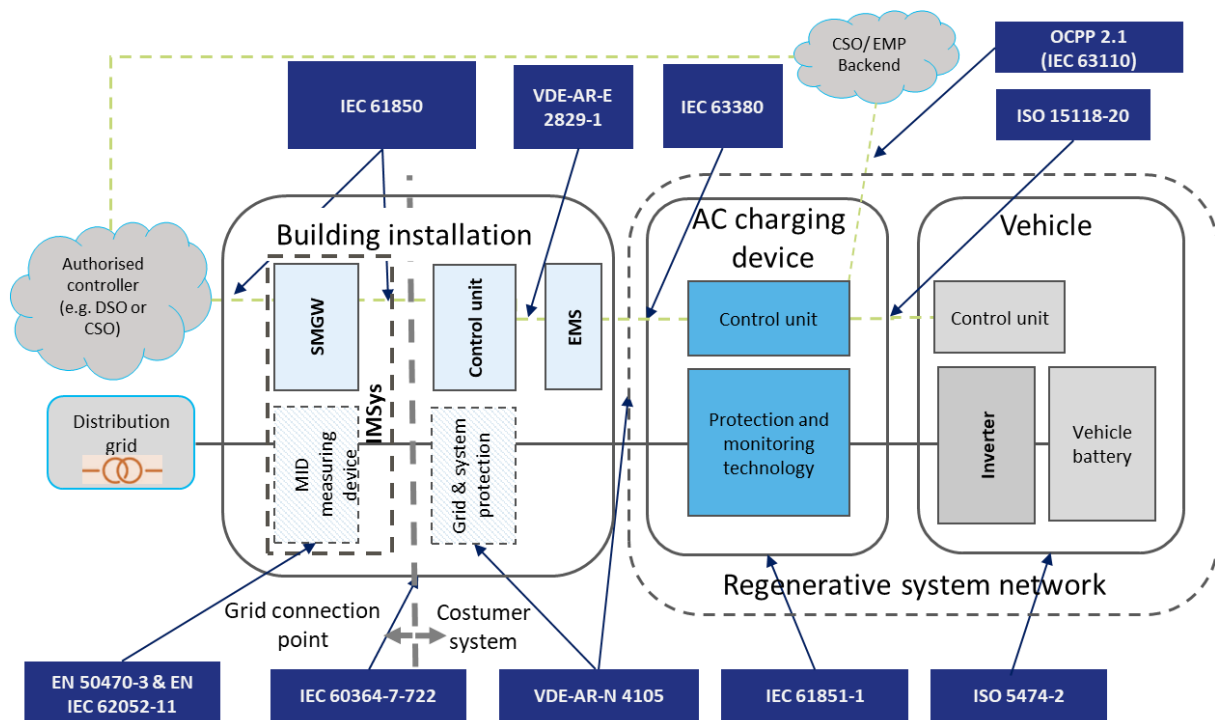 CSO/ EMP
Backend
OCPP 2.1
(IEC 63110)
IEC 61850
VDE-AR-E
2829-1
IEC 63380
ISO 15118-20
Building installation
AC charging
device
Vehicle
Authorised
controller
(e.g. DSO or
CSO)
SMGW
Control unit
EMS
Control unit
Control unit
IMSys
Distribution
grid
MID
measuring
device
Grid & system
protection
Protection and
monitoring
technology
Inverter
Vehicle
battery
Regenerative system network
Grid connection
point
Costumer
system
EN 50470-3 & EN
IEC 62052-11
IEC 60364-7-722
VDE-AR-N 4105
IEC 61851-1
ISO 5474-2